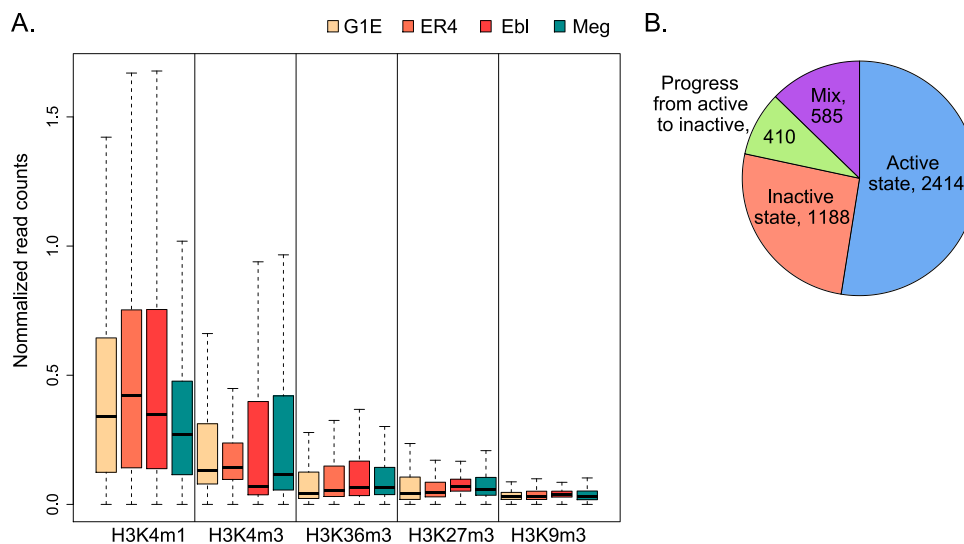 A.
G1E ER4 Ebl Meg
Nommalized read counts
1.5
1.0
0.5
0.0
H3K4m1 H3K4m3 H3K36m3 H3K27m3 H3K9m3
B.
Progress
from active
to inactive,
410
Mix,
585
Active
state, 2414
Inactive
state, 1188